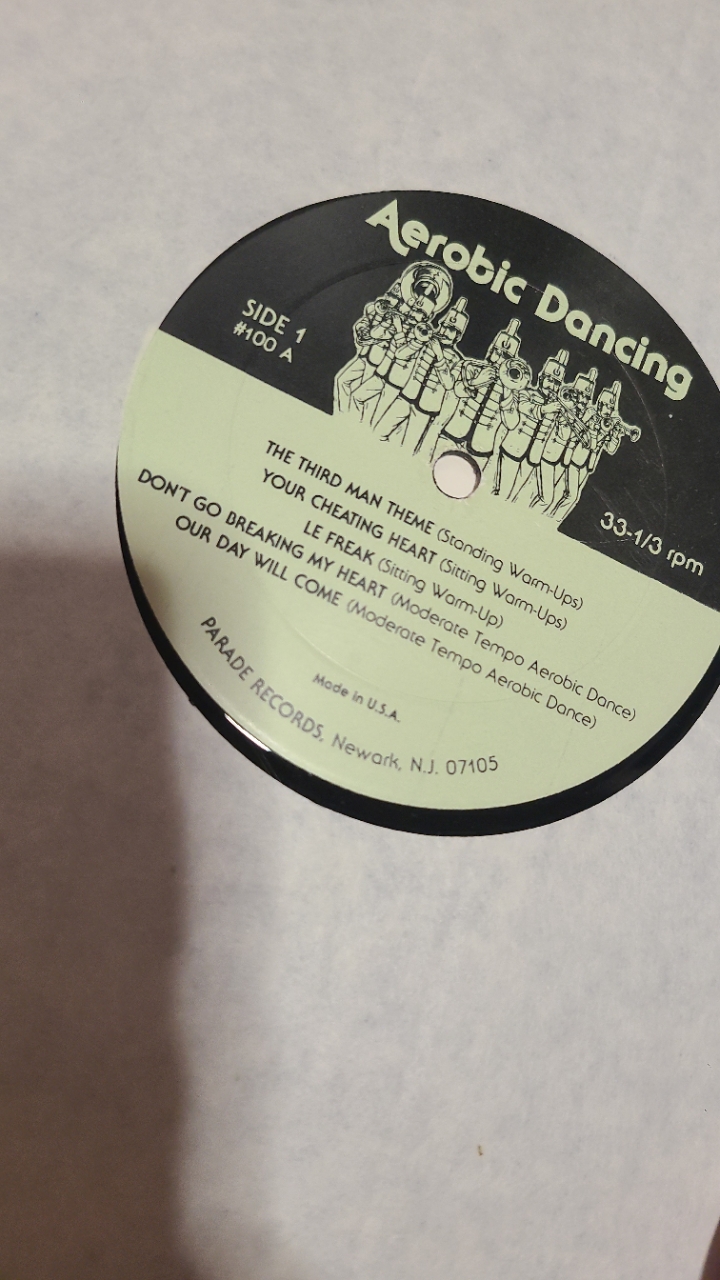 Aerobic Dancing
SIDE 1
#100 A
33-1/3 rpm
THE THIRD MAN THEME (Standing Warm-Ups)
YOUR CHEATING HEART (Sitting Warm-Ups)
LE FREAK (Sitting Warm-Up)
DON'T GO BREAKING MY HEART (Moderate Tempo Aerobic Dance)
OUR DAY WILL COME (Moderate Tempo Aerobic Dance)
Made in U.S.A.
PARADE RECORDS, Newark, N.J. 07105